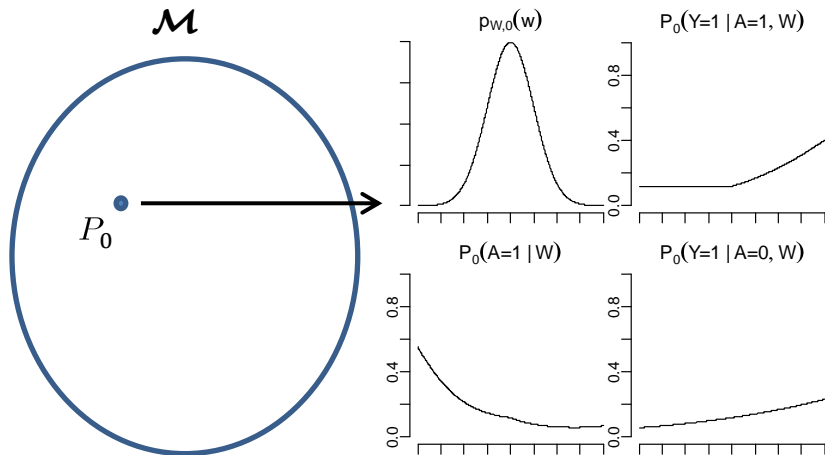 𝓜
P₀
p_W,0(w)
P₀(Y=1 | A=1, W)
0.0 0.4 0.8
P₀(A=1 | W)
0.0 0.4 0.8
P₀(Y=1 | A=0, W)
0.0 0.4 0.8